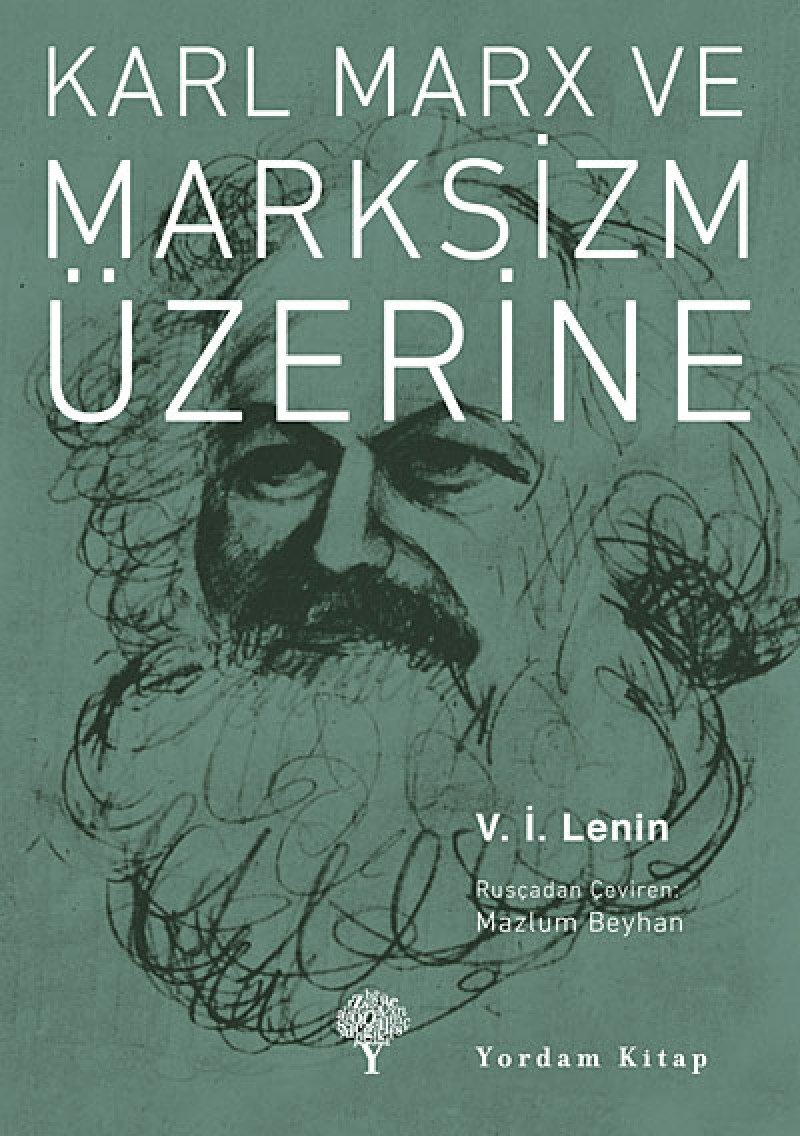 KARL MARX VE
MARKSİZM
ÜZERİNE
V. İ. Lenin
Rusçadan Çeviren:
Mazlum Beyhan
Y
Yordam Kitap